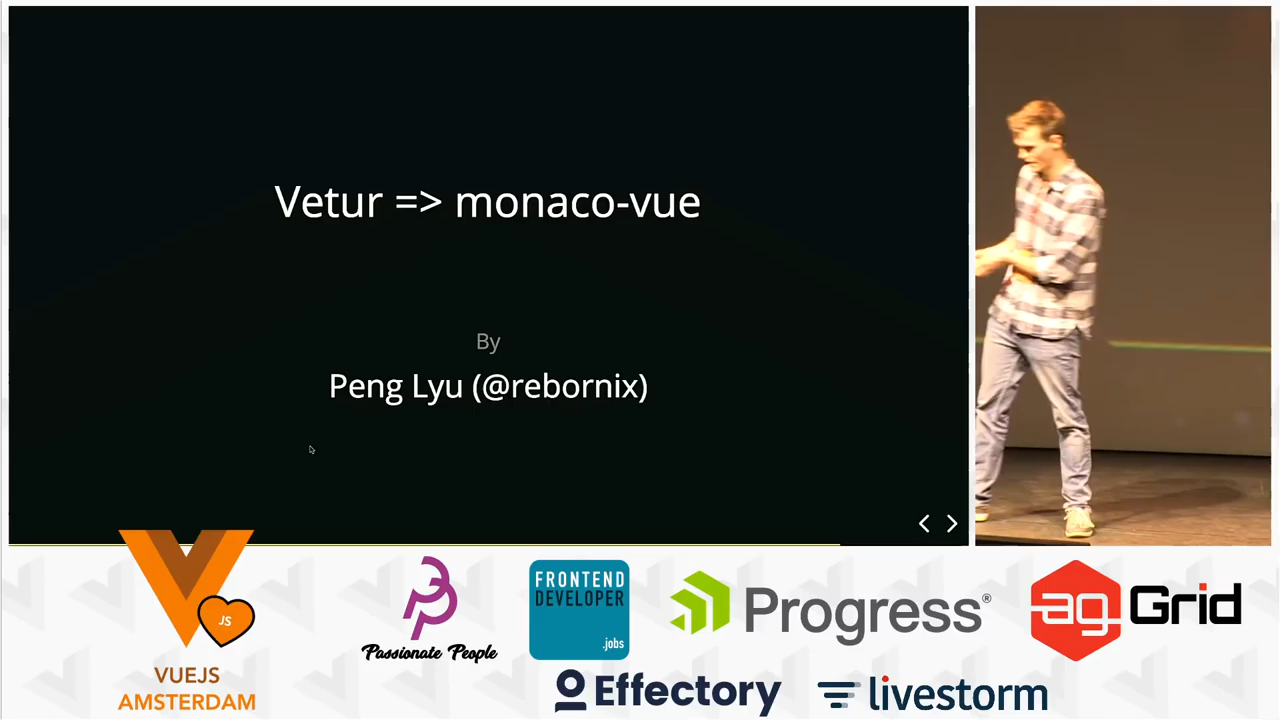 Vetur => monaco-vue
By
Peng Lyu (@rebornix)
JS
VUEJS
AMSTERDAM
Passionate People
FRONTEND
DEVELOPER
.jobs
Progress®
ag Grid
Effectory
livestorm